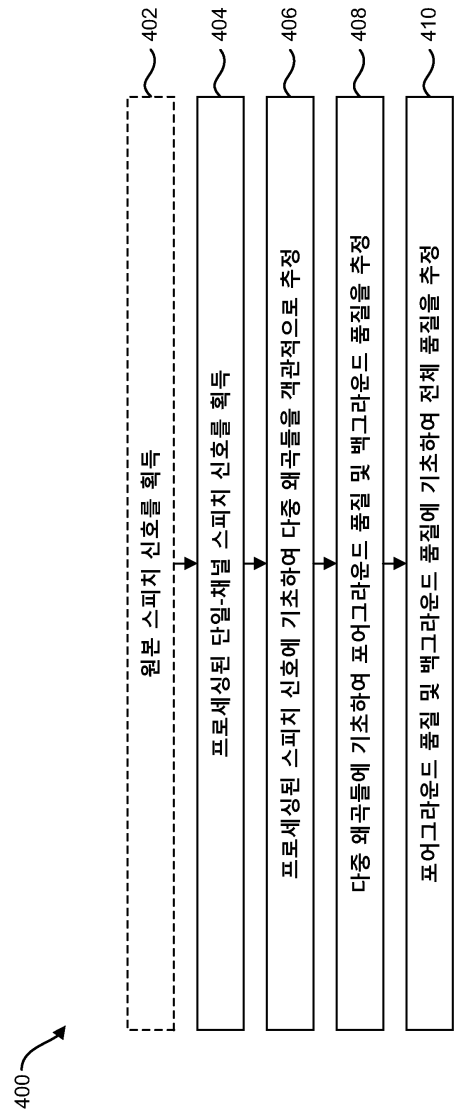 400
원본 스피치 신호를 획득
402
프로세싱된 단일-채널 스피치 신호를 획득
404
프로세싱된 스피치 신호에 기초하여 다중 왜곡들을 객관적으로 추정
406
다중 왜곡들에 기초하여 포어그라운드 품질 및 백그라운드 품질을 추정
408
포어그라운드 품질 및 백그라운드 품질에 기초하여 전체 품질을 추정
410